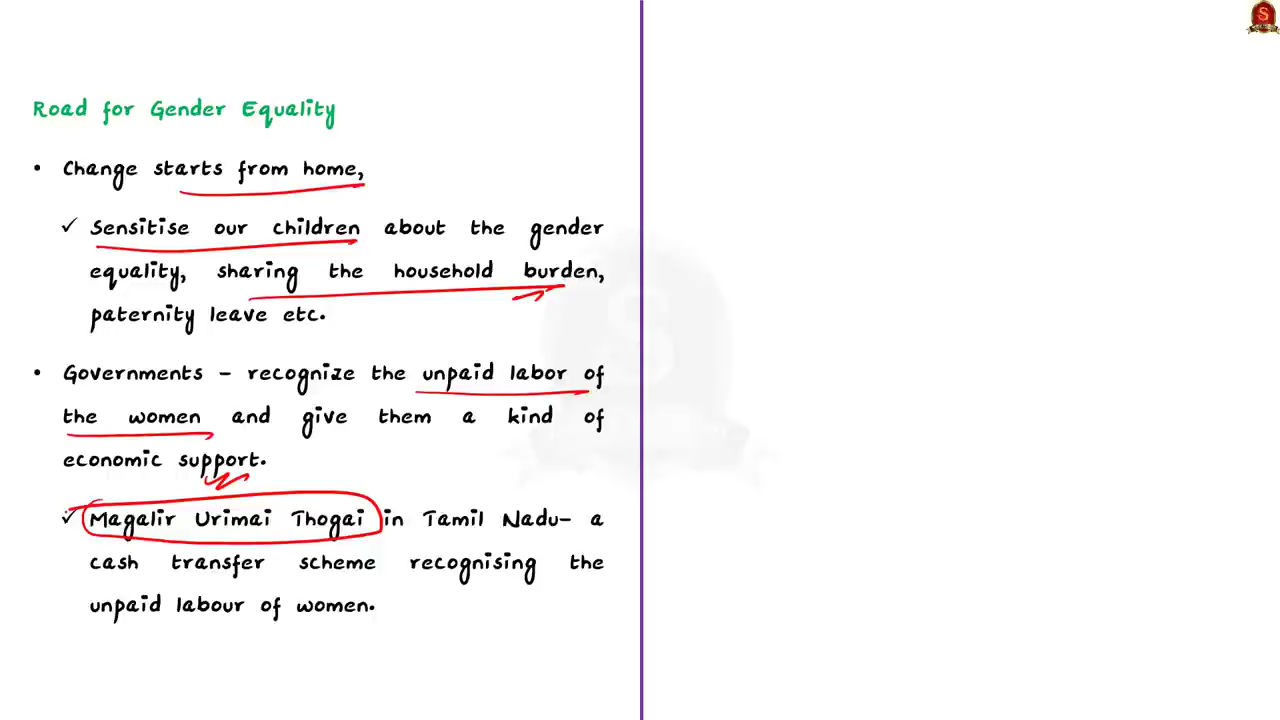 Road for Gender Equality
• Change starts from home,
✓ Sensitise our children about the gender
equality, sharing the household burden,
paternity leave etc.
• Governments – recognize the unpaid labor of
the women and give them a kind of
economic support.
✓ Magalir Urimai Thogai in Tamil Nadu- a
cash transfer scheme recognising the
unpaid labour of women.
S
S